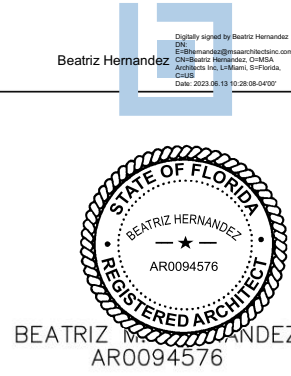 Beatriz Hernandez
Digitally signed by Beatriz Hernandez
DN:
E=Bhernandez@msaarchitectsinc.com
CN=Beatriz Hernandez, O=MSA
Architects Inc, L=Miami, S=Florida,
C=US
Date: 2023.06.13 10:28:08-04'00'
STATE OF FLORIDA
BEATRIZ HERNANDEZ
AR0094576
REGISTERED ARCHITECT
BEATRIZ
AR0094576